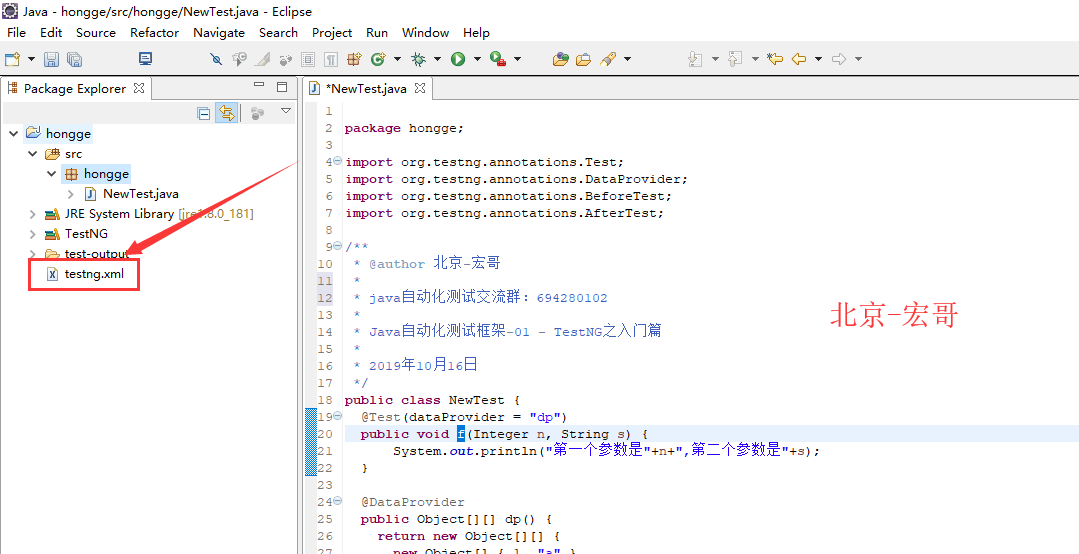 Java - hongge/src/hongge/NewTest.java - Eclipse
File Edit Source Refactor Navigate Search Project Run Window Help
Package Explorer
hongge
src
hongge
NewTest.java
JRE System Library [jre1.8.0_181]
TestNG
test-output
testng.xml
*NewTest.java
1
2 package hongge;
3
4 import org.testng.annotations.Test;
5 import org.testng.annotations.DataProvider;
6 import org.testng.annotations.BeforeTest;
7 import org.testng.annotations.AfterTest;
8
9 /**
10 * @author 北京-宏哥
11 *
12 * java自动化测试交流群：694280102
13 *
14 * Java自动化测试框架-01 - TestNG之入门篇
15 *
16 * 2019年10月16日
17 */
18 public class NewTest {
19 @Test(dataProvider = "dp")
20 public void f(Integer n, String s) {
21 System.out.println("第一个参数是"+n+",第二个参数是"+s);
22 }
23
24 @DataProvider
25 public Object[][] dp() {
26 return new Object[][] {
27 new Object[] { 1, "a" },
北京-宏哥